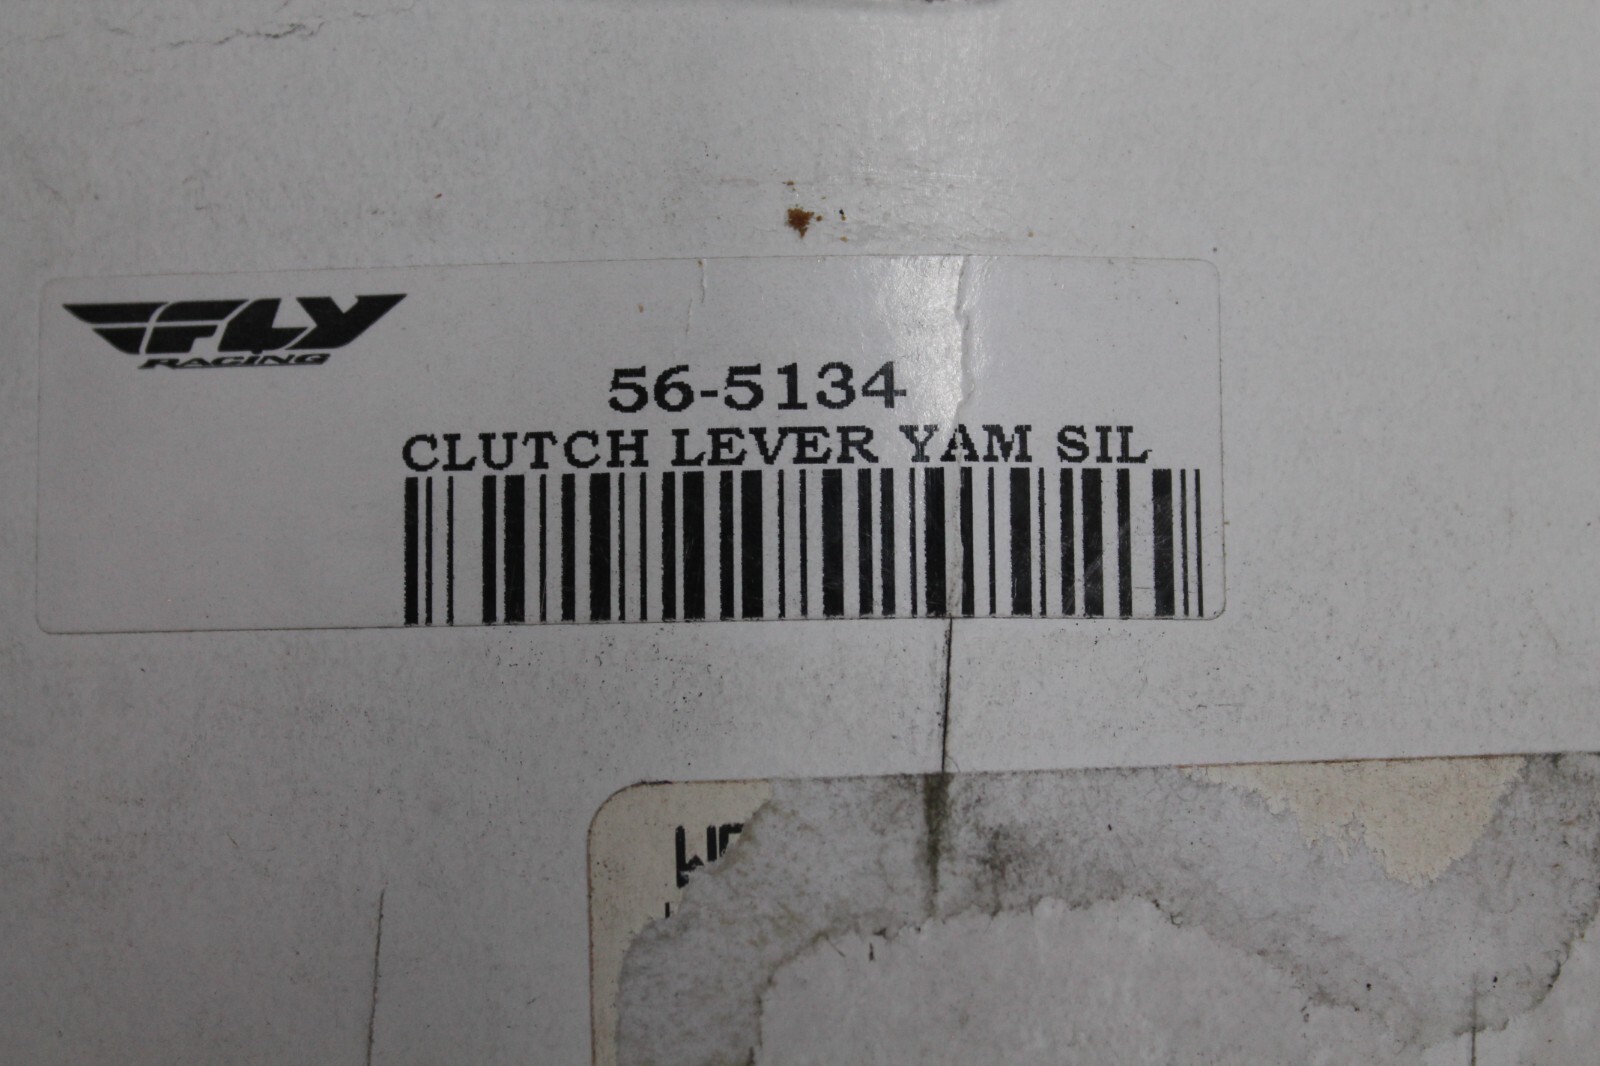 FLY
RACING
56-5134
CLUTCH LEVER YAM SIL